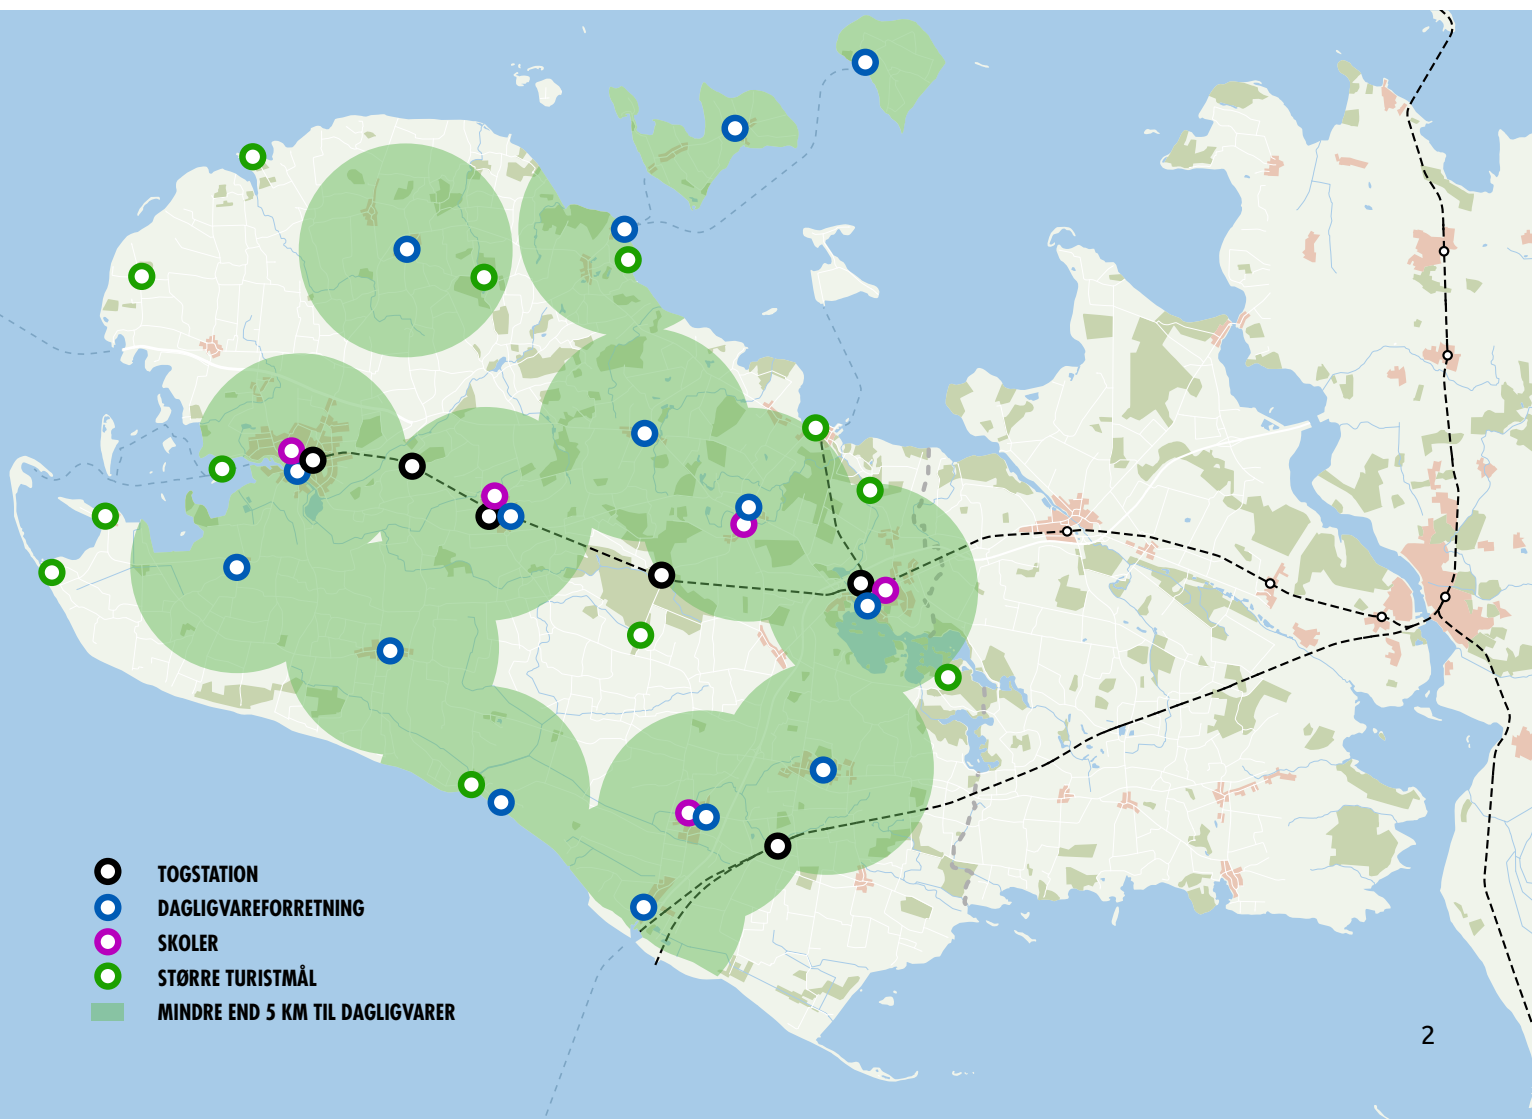 TOGSTATION
DAGLIGVAREFORRETNING
SKOLER
STØRRE TURISTMÅL
MINDRE END 5 KM TIL DAGLIGVARER
2